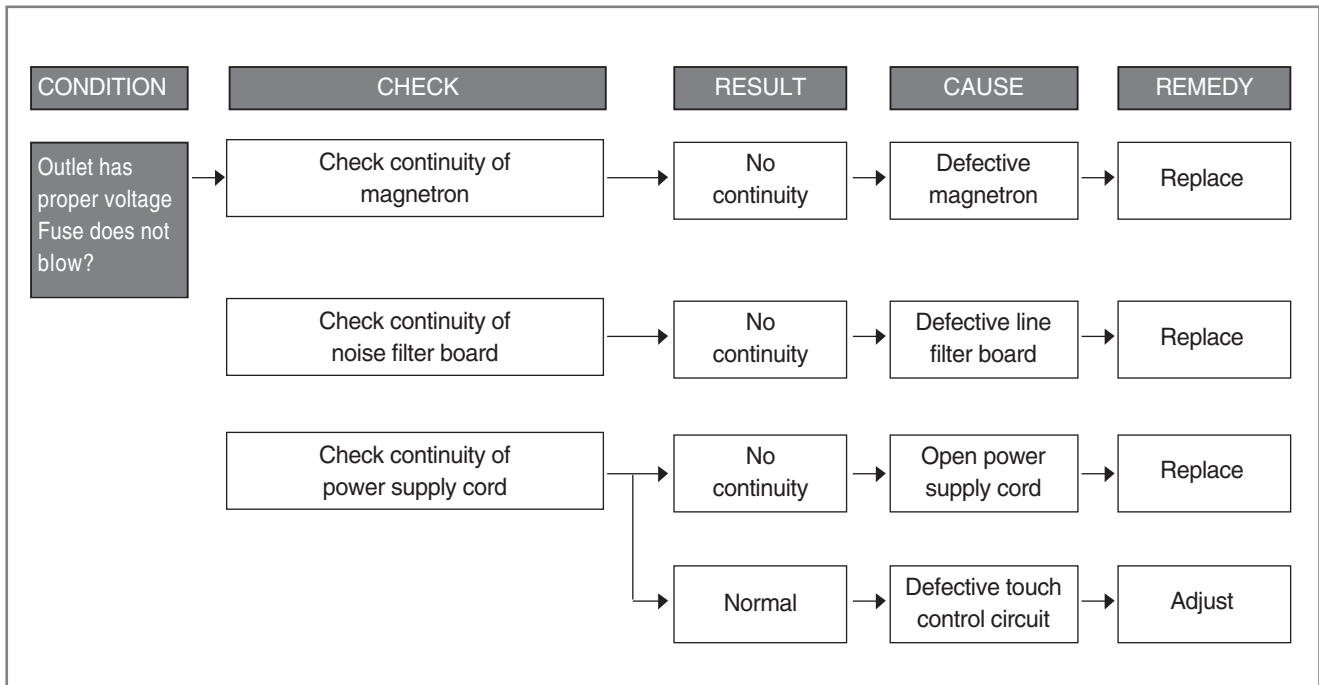 CONDITION
CHECK
RESULT
CAUSE
REMEDY
Outlet has
proper voltage
Fuse does not
blow?
Check continuity of
magnetron
No
continuity
Defective
magnetron
Replace
Check continuity of
noise filter board
No
continuity
Defective line
filter board
Replace
Check continuity of
power supply cord
No
continuity
Open power
supply cord
Replace
Normal
Defective touch
control circuit
Adjust